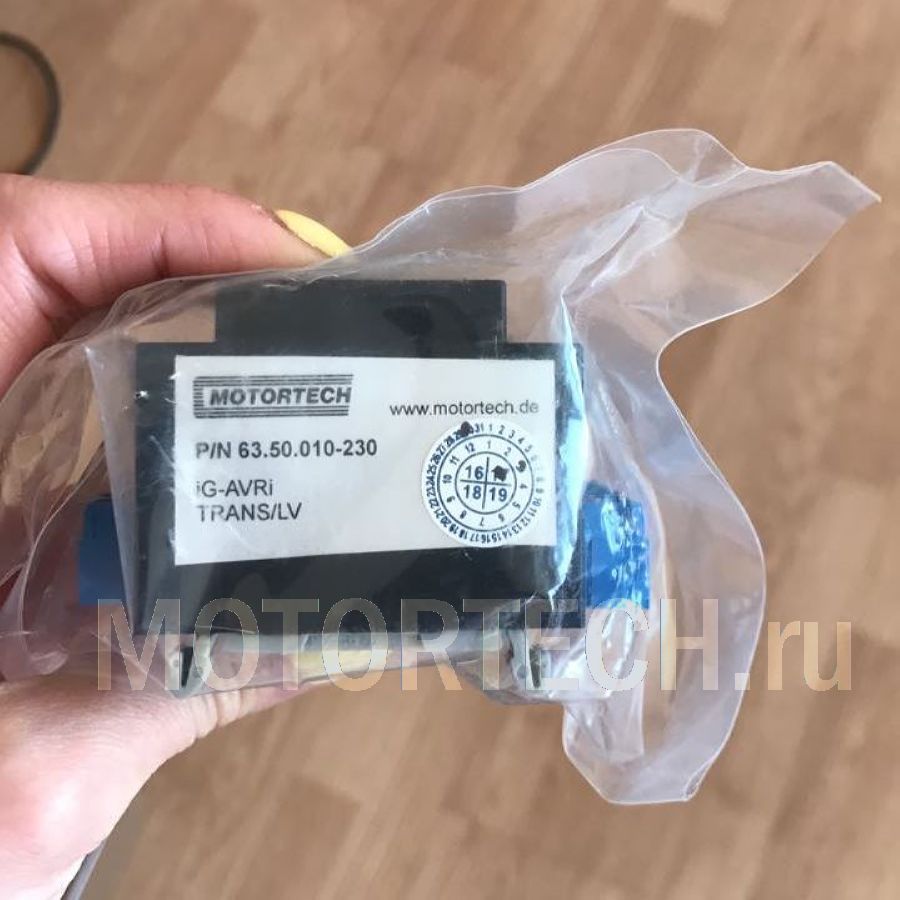 MOTORTECH
www.motortech.de
P/N 63.50.010-230
iG-AVRi
TRANS/LV
16
18 19
MOTORTECH.ru